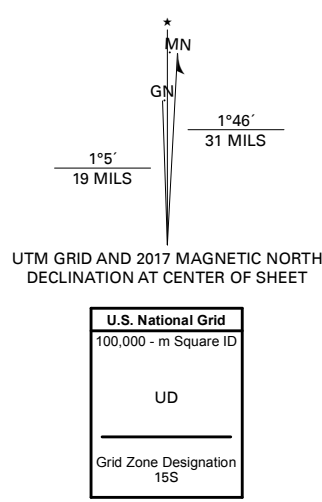 MN
GN
1°46´
31 MILS
1°5´
19 MILS
UTM GRID AND 2017 MAGNETIC NORTH
DECLINATION AT CENTER OF SHEET
U.S. National Grid
100,000 - m Square ID
UD
Grid Zone Designation
15S